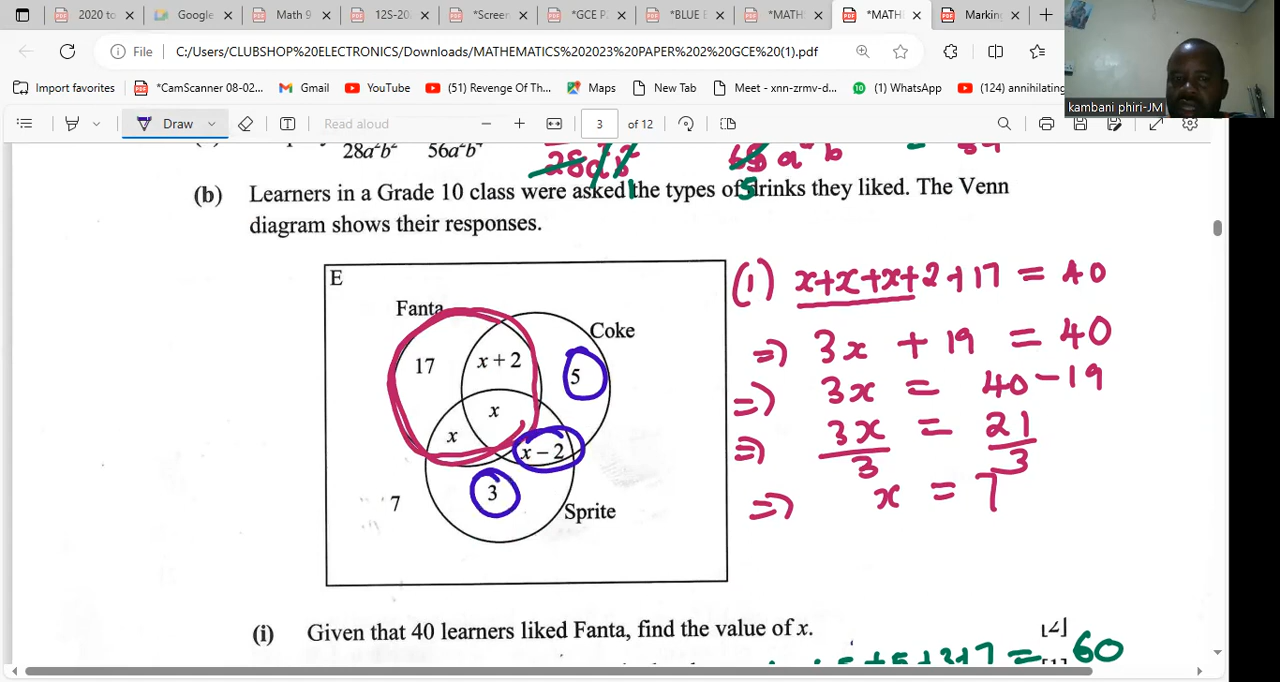 2020 to
Google
Math 9
12S-20
*Screen
*GCE P
*BLUE E
*MATH
*MATH
Marking
File C:/Users/CLUBSHOP%20ELECTRONICS/Downloads/MATHEMATICS%202023%20PAPER%202%20GCE%20(1).pdf
Import favorites *CamScanner 08-02... Gmail YouTube (51) Revenge Of Th... Maps New Tab Meet - xnn-zrmv-d... (1) WhatsApp (124) annihilating
kambani phiri-JM
Draw Read aloud 3 of 12
28a²b² 56a²b⁴
(b) Learners in a Grade 10 class were asked the types of drinks they liked. The Venn
diagram shows their responses.
E
Fanta
Coke
17
x + 2
5
x
x
x – 2
3
7
Sprite
(1) x+x+x+2+17 = 40
=> 3x + 19 = 40
=> 3x = 40-19
=> 3x/3 = 21/3
=> x = 7
(i) Given that 40 learners liked Fanta, find the value of x. [2]
+5+3+7 = 60